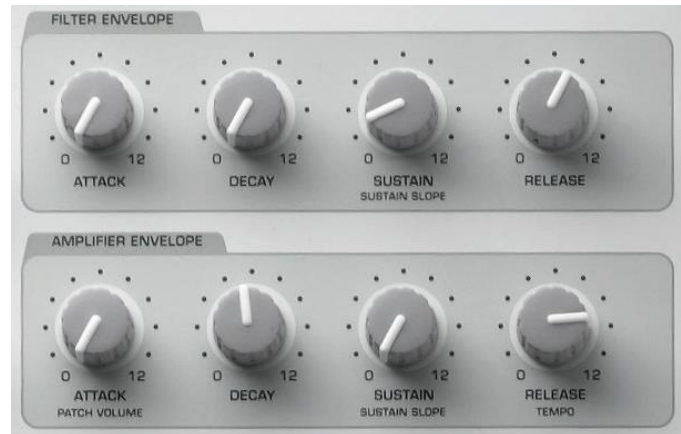 FILTER ENVELOPE
0 12 0 12 0 12 0 12
ATTACK DECAY SUSTAIN RELEASE
SUSTAIN SLOPE
AMPLIFIER ENVELOPE
0 12 0 12 0 12 0 12
ATTACK DECAY SUSTAIN RELEASE
PATCH VOLUME SUSTAIN SLOPE TEMPO